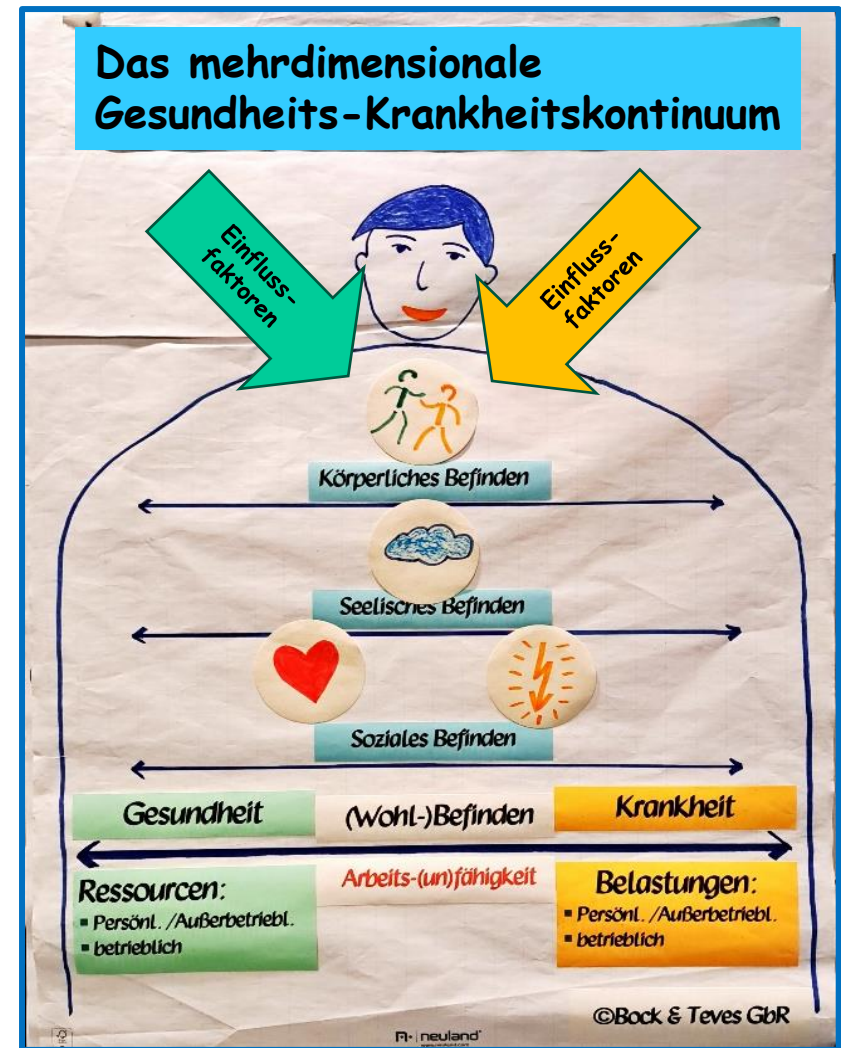 Das mehrdimensionale
Gesundheits-Krankheitskontinuum
Einfluss-
faktoren
Einfluss-
faktoren
Körperliches Befinden
Seelisches Befinden
Soziales Befinden
Gesundheit
(Wohl-)Befinden
Krankheit
Ressourcen:
▪ Persönl. /Außerbetriebl.
▪ betrieblich
Arbeits-(un)fähigkeit
Belastungen:
▪ Persönl. /Außerbetriebl.
▪ betrieblich
©Bock & Teves GbR
neuland